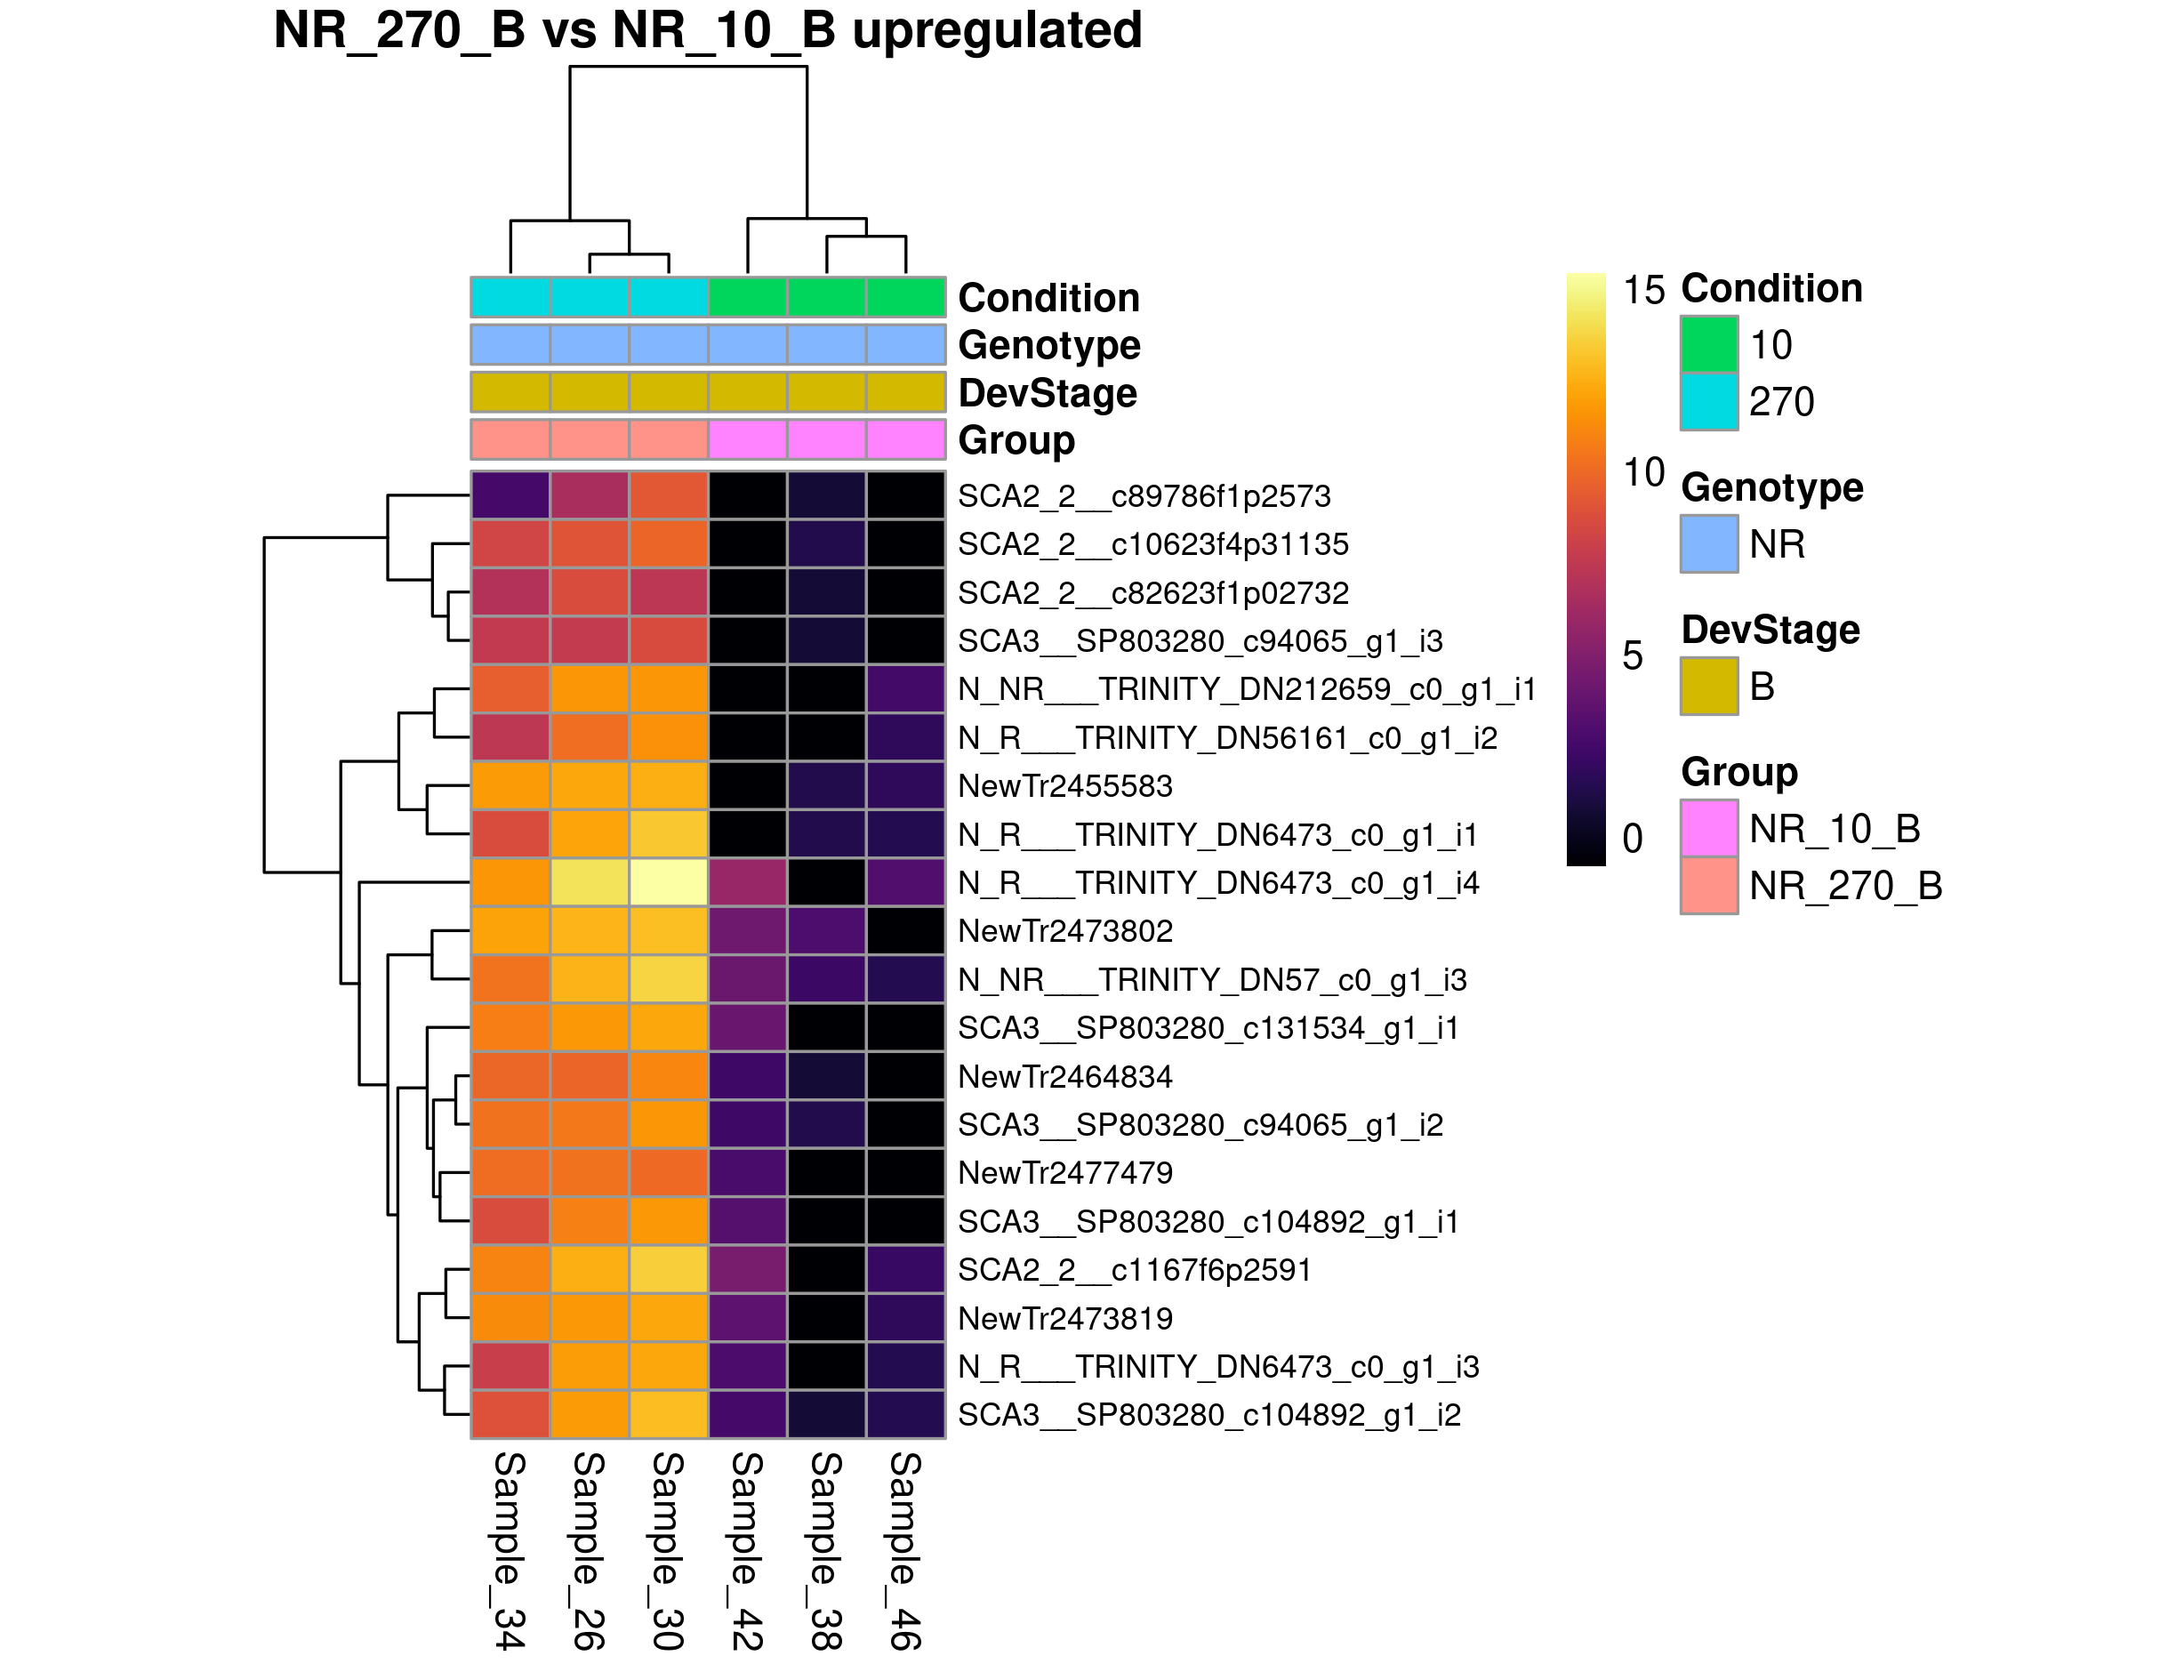 NR_270_B vs NR_10_B upregulated
Condition
Genotype
DevStage
Group
SCA2_2__c89786f1p2573
SCA2_2__c10623f4p31135
SCA2_2__c82623f1p02732
SCA3__SP803280_c94065_g1_i3
N_NR___TRINITY_DN212659_c0_g1_i1
N_R___TRINITY_DN56161_c0_g1_i2
NewTr2455583
N_R___TRINITY_DN6473_c0_g1_i1
N_R___TRINITY_DN6473_c0_g1_i4
NewTr2473802
N_NR___TRINITY_DN57_c0_g1_i3
SCA3__SP803280_c131534_g1_i1
NewTr2464834
SCA3__SP803280_c94065_g1_i2
NewTr2477479
SCA3__SP803280_c104892_g1_i1
SCA2_2__c1167f6p2591
NewTr2473819
N_R___TRINITY_DN6473_c0_g1_i3
SCA3__SP803280_c104892_g1_i2
Sample_34
Sample_26
Sample_30
Sample_42
Sample_38
Sample_46
15
10
5
0
Condition
10
270
Genotype
NR
DevStage
B
Group
NR_10_B
NR_270_B